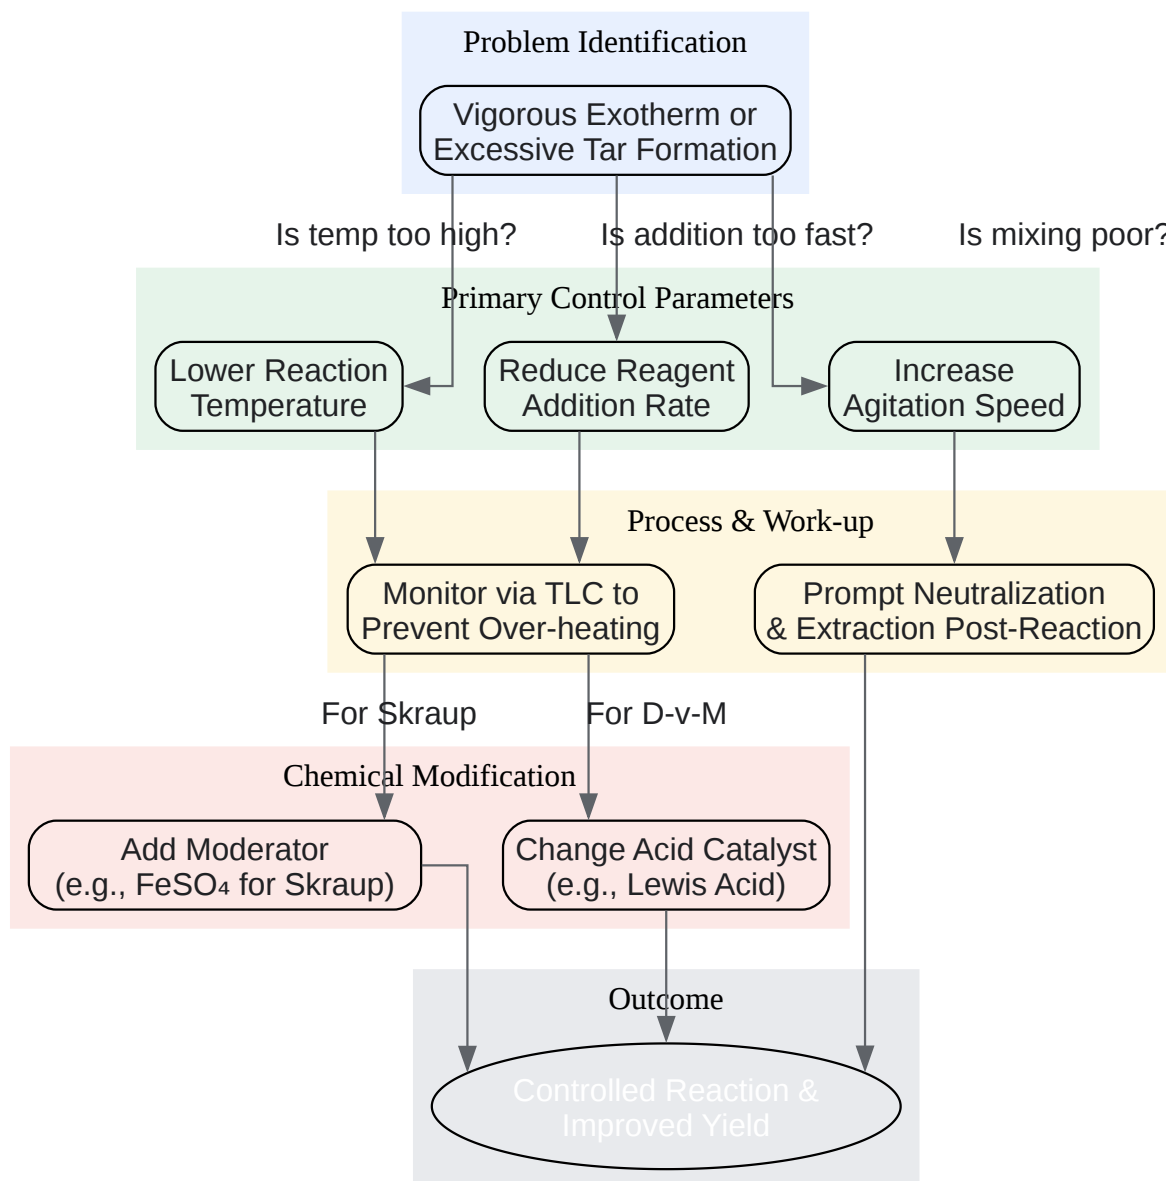 Problem Identification
Vigorous Exotherm or
Excessive Tar Formation
Is temp too high?
Is addition too fast?
Is mixing poor?
Primary Control Parameters
Lower Reaction
Temperature
Reduce Reagent
Addition Rate
Increase
Agitation Speed
Process & Work-up
Monitor via TLC to
Prevent Over-heating
Prompt Neutralization
& Extraction Post-Reaction
For Skraup
For D-v-M
Chemical Modification
Add Moderator
(e.g., FeSO₄ for Skraup)
Change Acid Catalyst
(e.g., Lewis Acid)
Outcome
Controlled Reaction &
Improved Yield